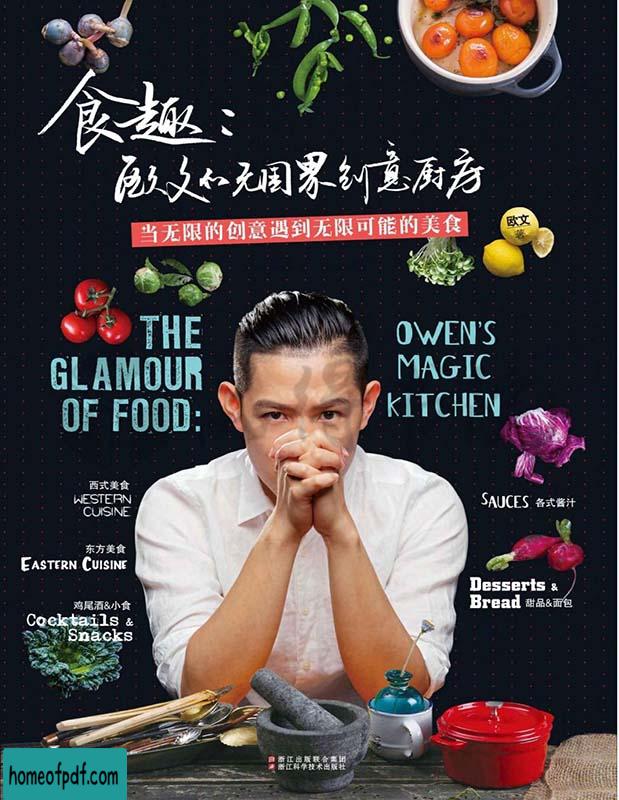 食趣：
欧文和无国界创意厨房
当无限的创意遇到无限可能的美食
欧文
著
THE
GLAMOUR
OF FOOD:
OWEN'S
MAGIC
KITCHEN
西式美食
WESTERN
CUISINE
东方美食
EASTERN CUISINE
鸡尾酒&小食
Cocktails &
Snacks
SAUCES 各式酱汁
Desserts &
Bread 甜品&面包
浙江出版联合集团
浙江科学技术出版社
homeofpdf.com